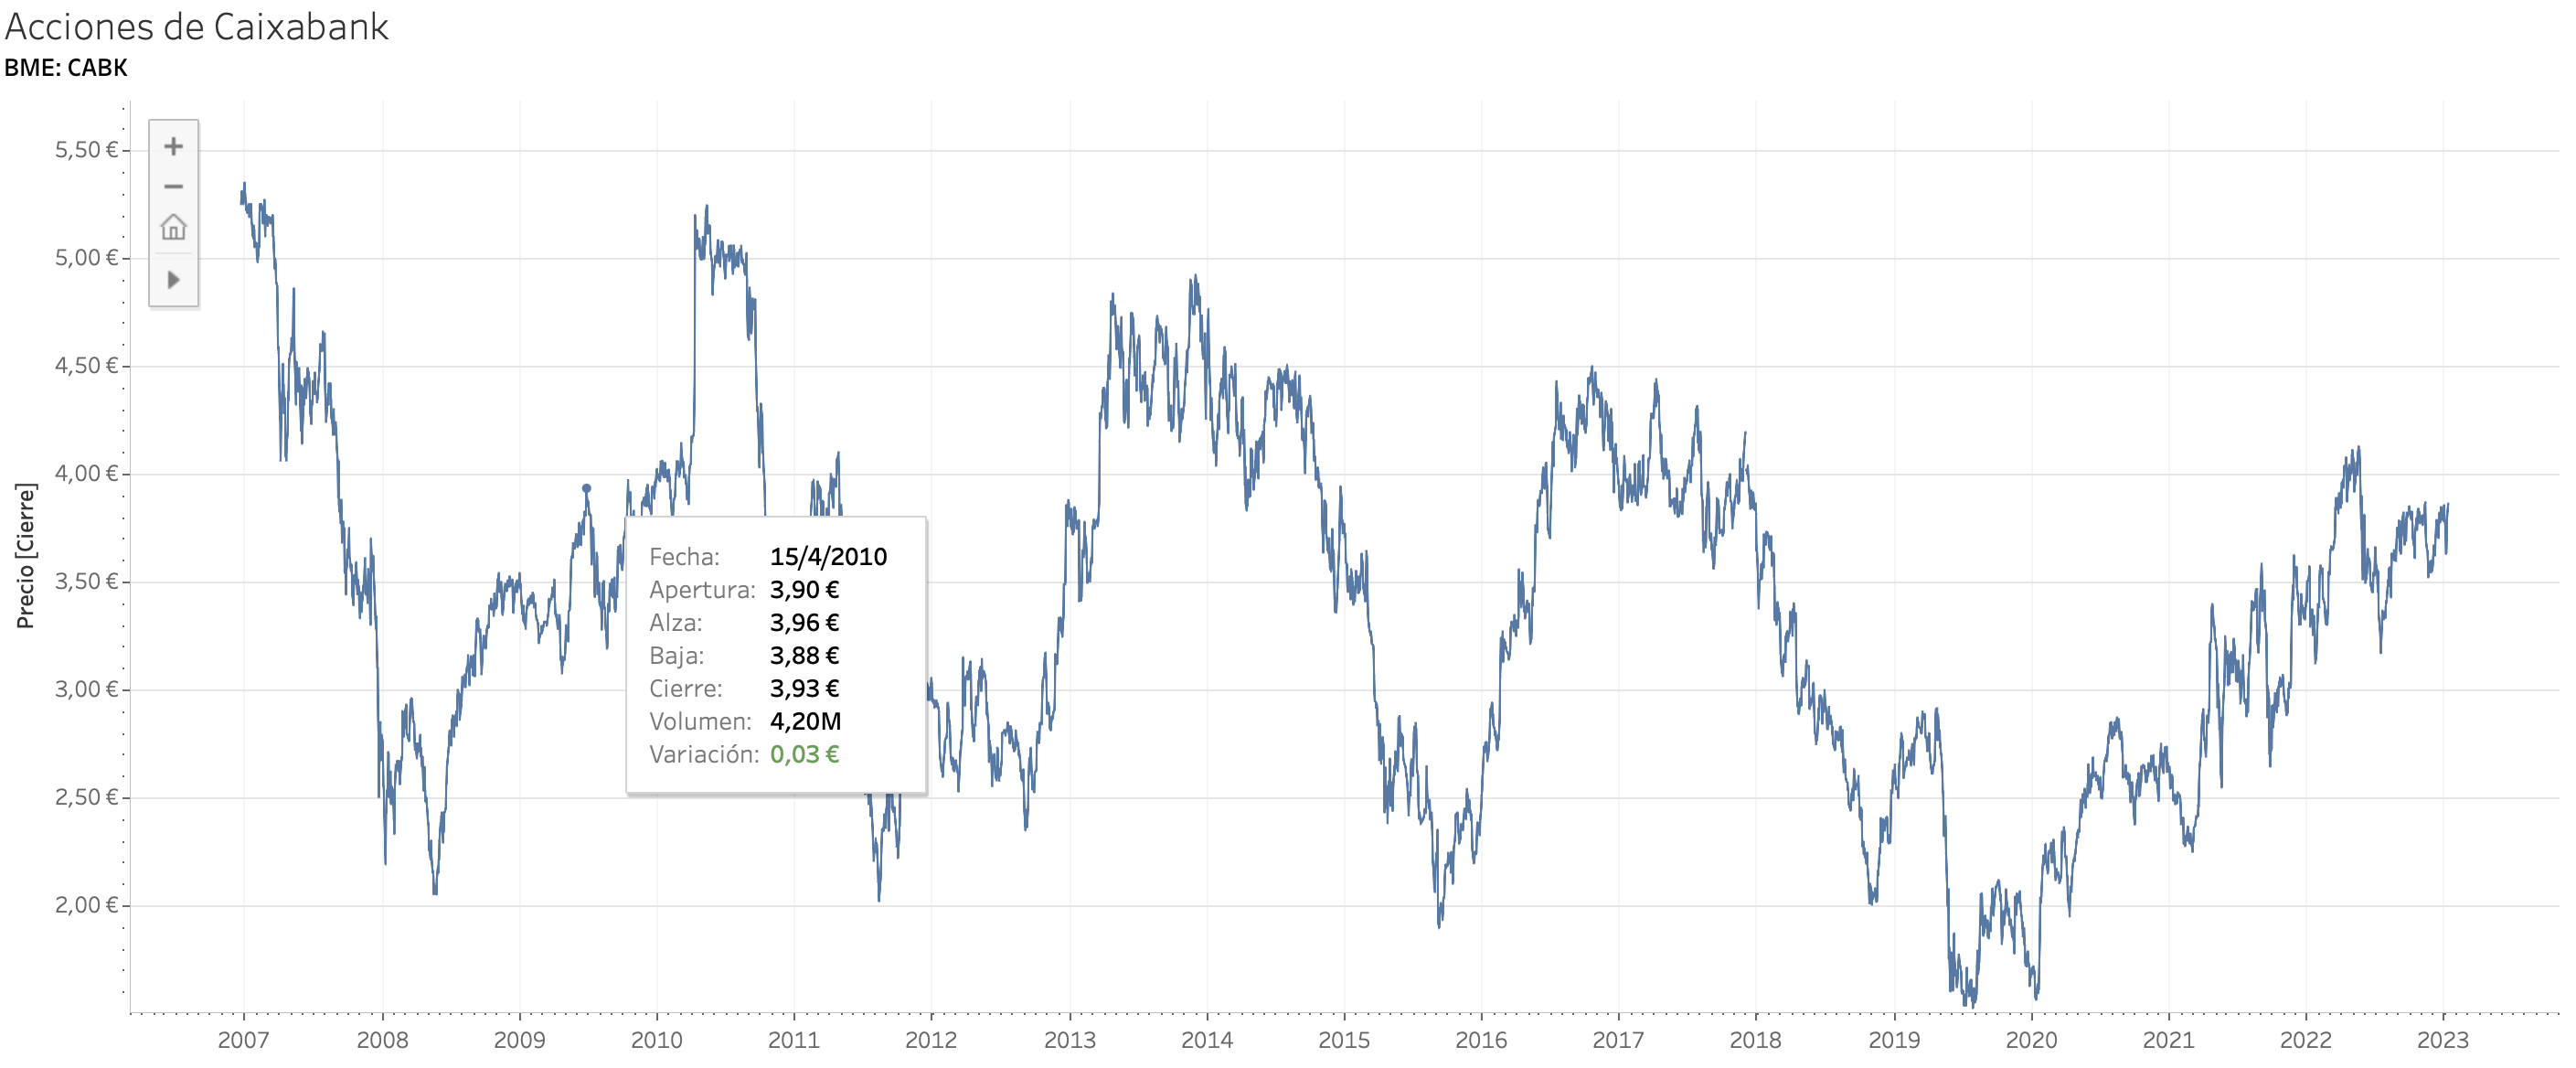 Acciones de Caixabank
BME: CABK
Precio [Cierre]
5,50 €
5,00 €
4,50 €
4,00 €
3,50 €
3,00 €
2,50 €
2,00 €
Fecha: 15/4/2010
Apertura: 3,90 €
Alza: 3,96 €
Baja: 3,88 €
Cierre: 3,93 €
Volumen: 4,20M
Variación: 0,03 €
2007 2008 2009 2010 2011 2012 2013 2014 2015 2016 2017 2018 2019 2020 2021 2022 2023